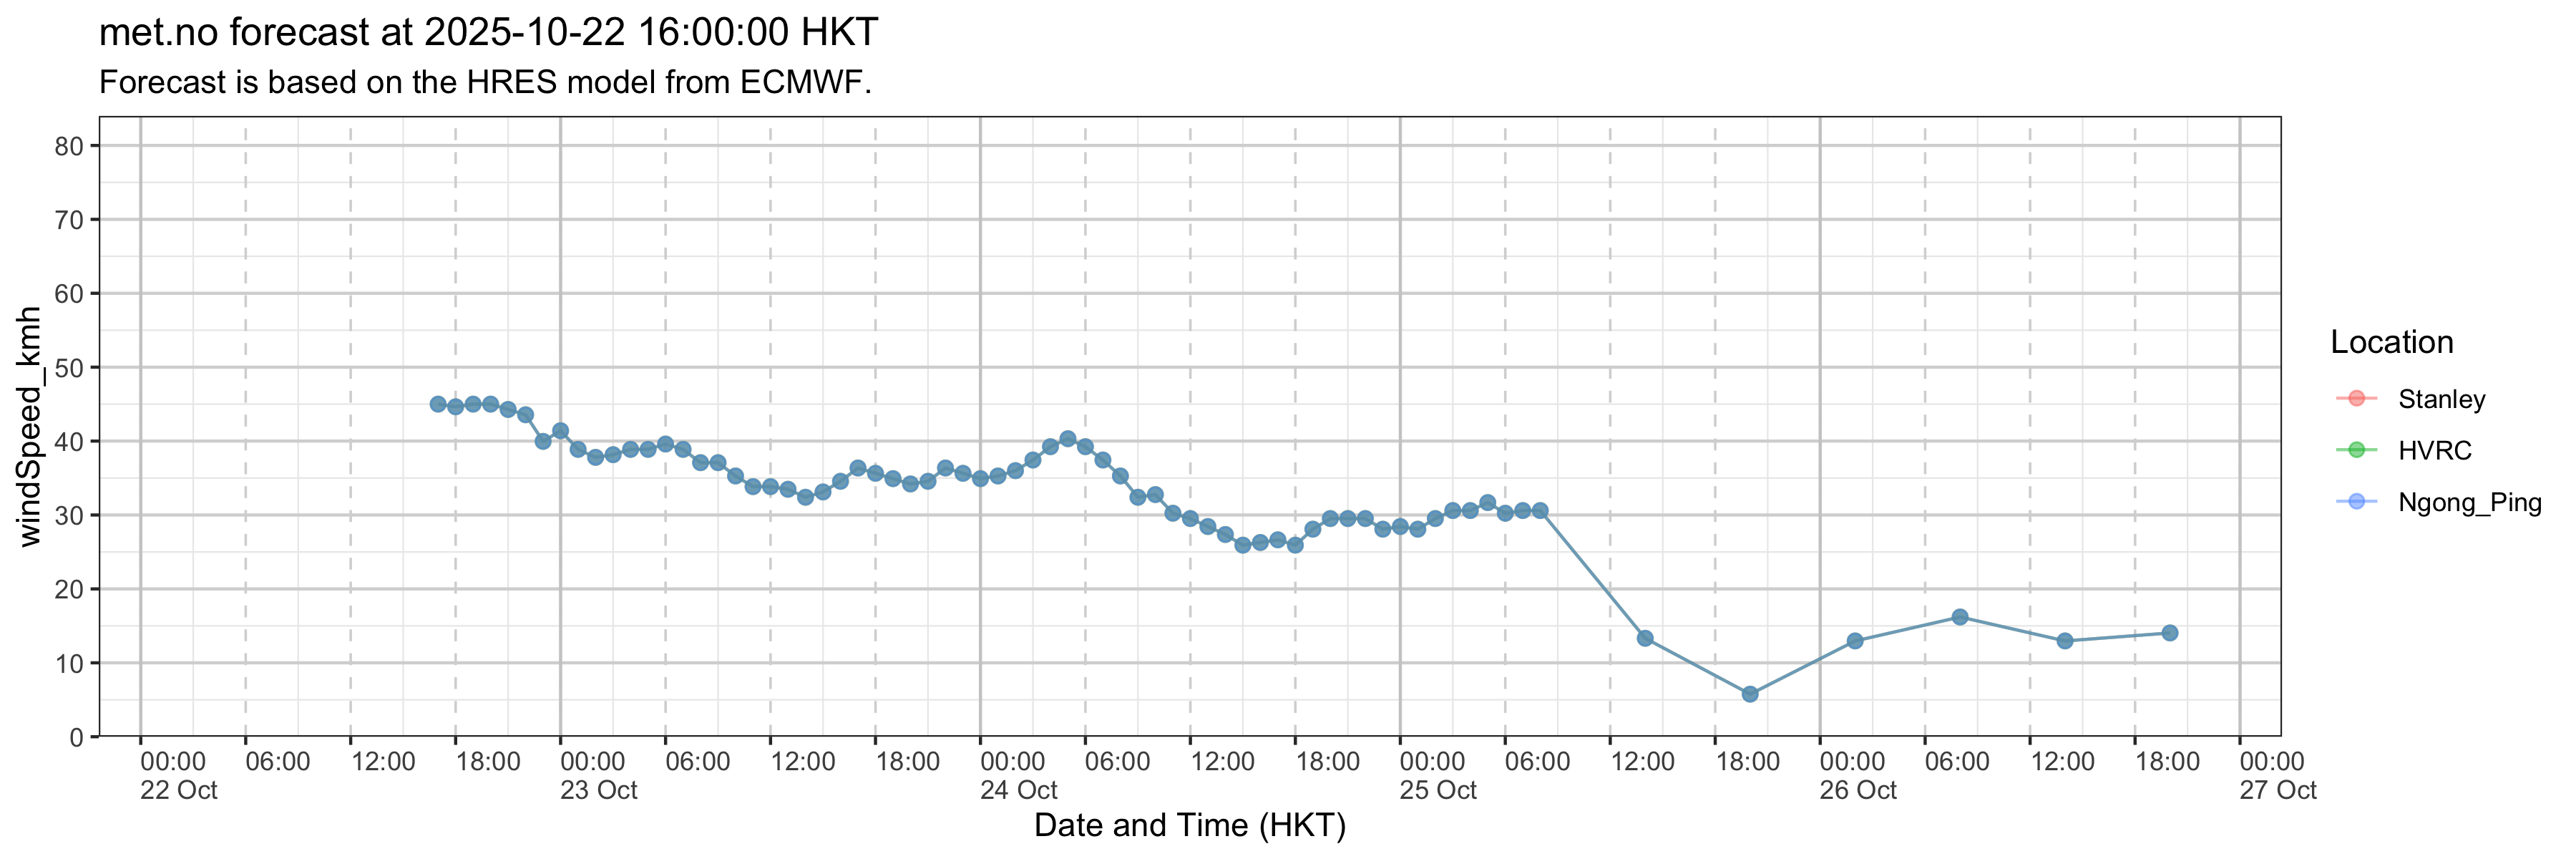 met.no forecast at 2025-10-22 16:00:00 HKT
Forecast is based on the HRES model from ECMWF.
windSpeed_kmh
80
70
60
50
40
30
20
10
0
00:00 06:00 12:00 18:00 00:00 06:00 12:00 18:00 00:00 06:00 12:00 18:00 00:00 06:00 12:00 18:00 00:00 06:00 12:00 18:00 00:00
22 Oct 23 Oct 24 Oct 25 Oct 26 Oct 27 Oct
Date and Time (HKT)
Location
Stanley
HVRC
Ngong_Ping